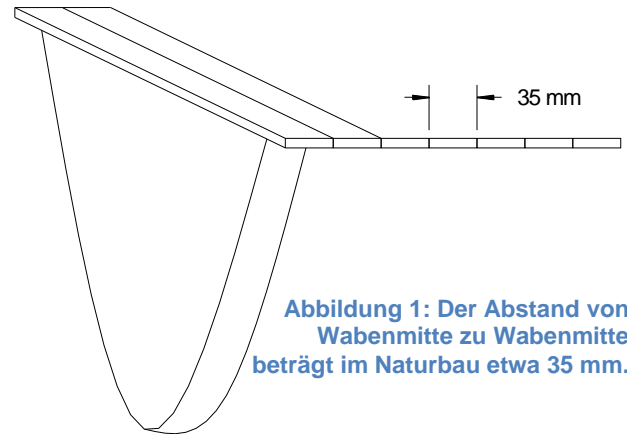 35 mm
Abbildung 1: Der Abstand von
Wabenmitte zu Wabenmitte
beträgt im Naturbau etwa 35 mm.